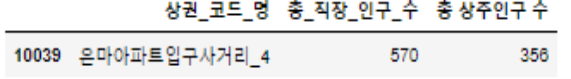 상권_코드_명 총_직장_인구_수 총 상주인구 수
10039 은마아파트입구사거리_4 570 356